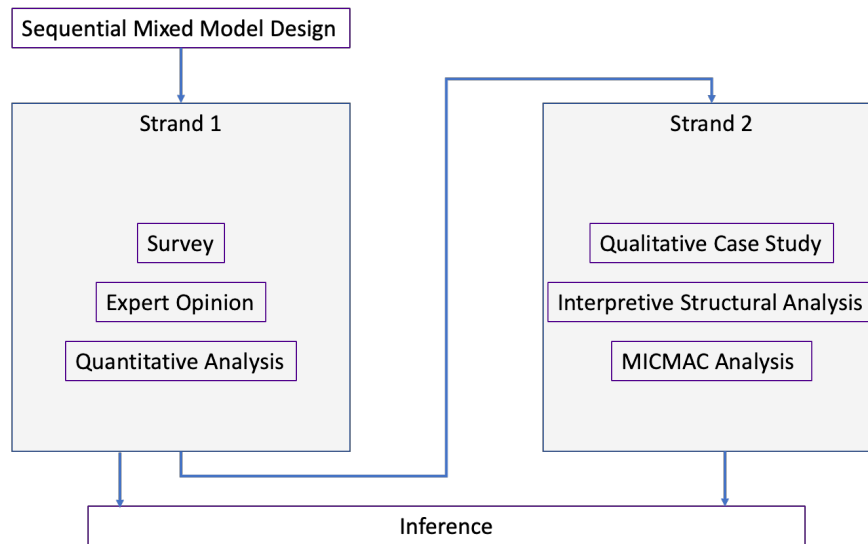 Sequential Mixed Model Design
Strand 1
Survey
Expert Opinion
Quantitative Analysis
Strand 2
Qualitative Case Study
Interpretive Structural Analysis
MICMAC Analysis
Inference